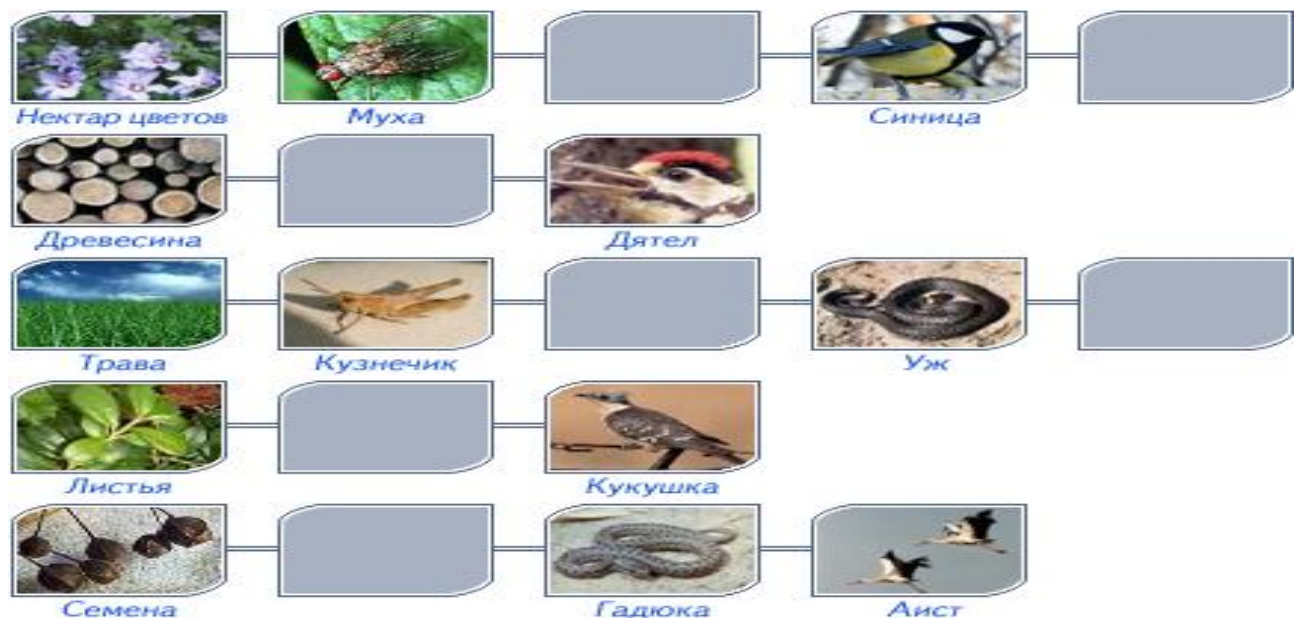 Нектар цветов Муха Синица
Древесина Дятел
Трава Кузнечик Уж
Листья Кукушка
Семена Гадюка Аист